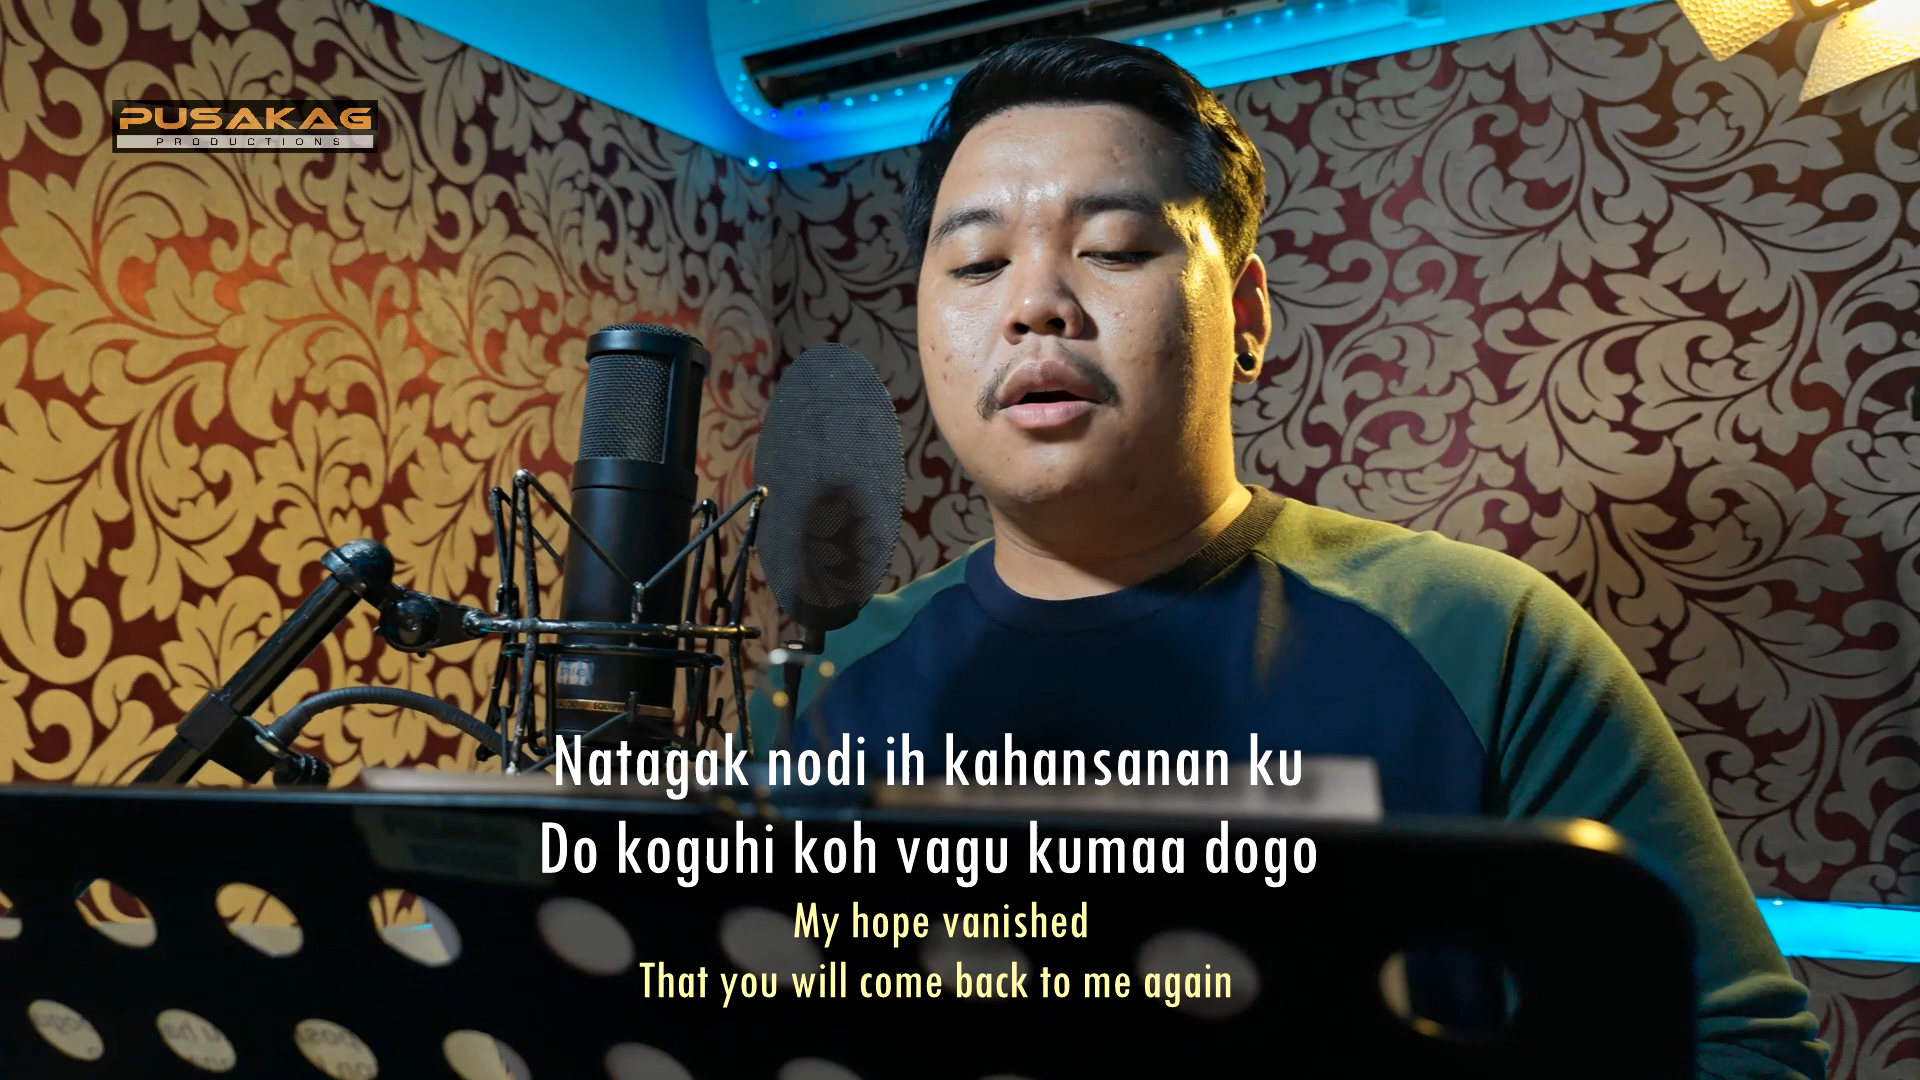 PUSAKAG
PRODUCTIONS
Natagak nodi ih kahansanan ku
Do koguhi koh vagu kumaa dogo
My hope vanished
That you will come back to me again